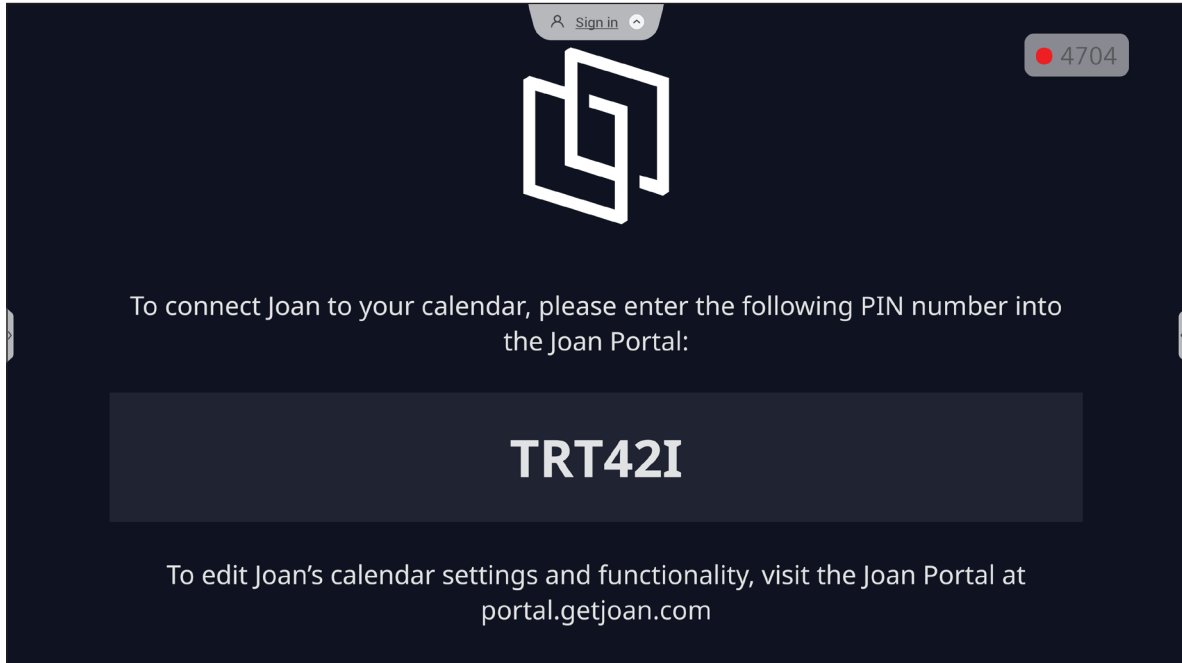 Sign in
4704
To connect Joan to your calendar, please enter the following PIN number into
the Joan Portal:
TRT42I
To edit Joan’s calendar settings and functionality, visit the Joan Portal at
portal.getjoan.com